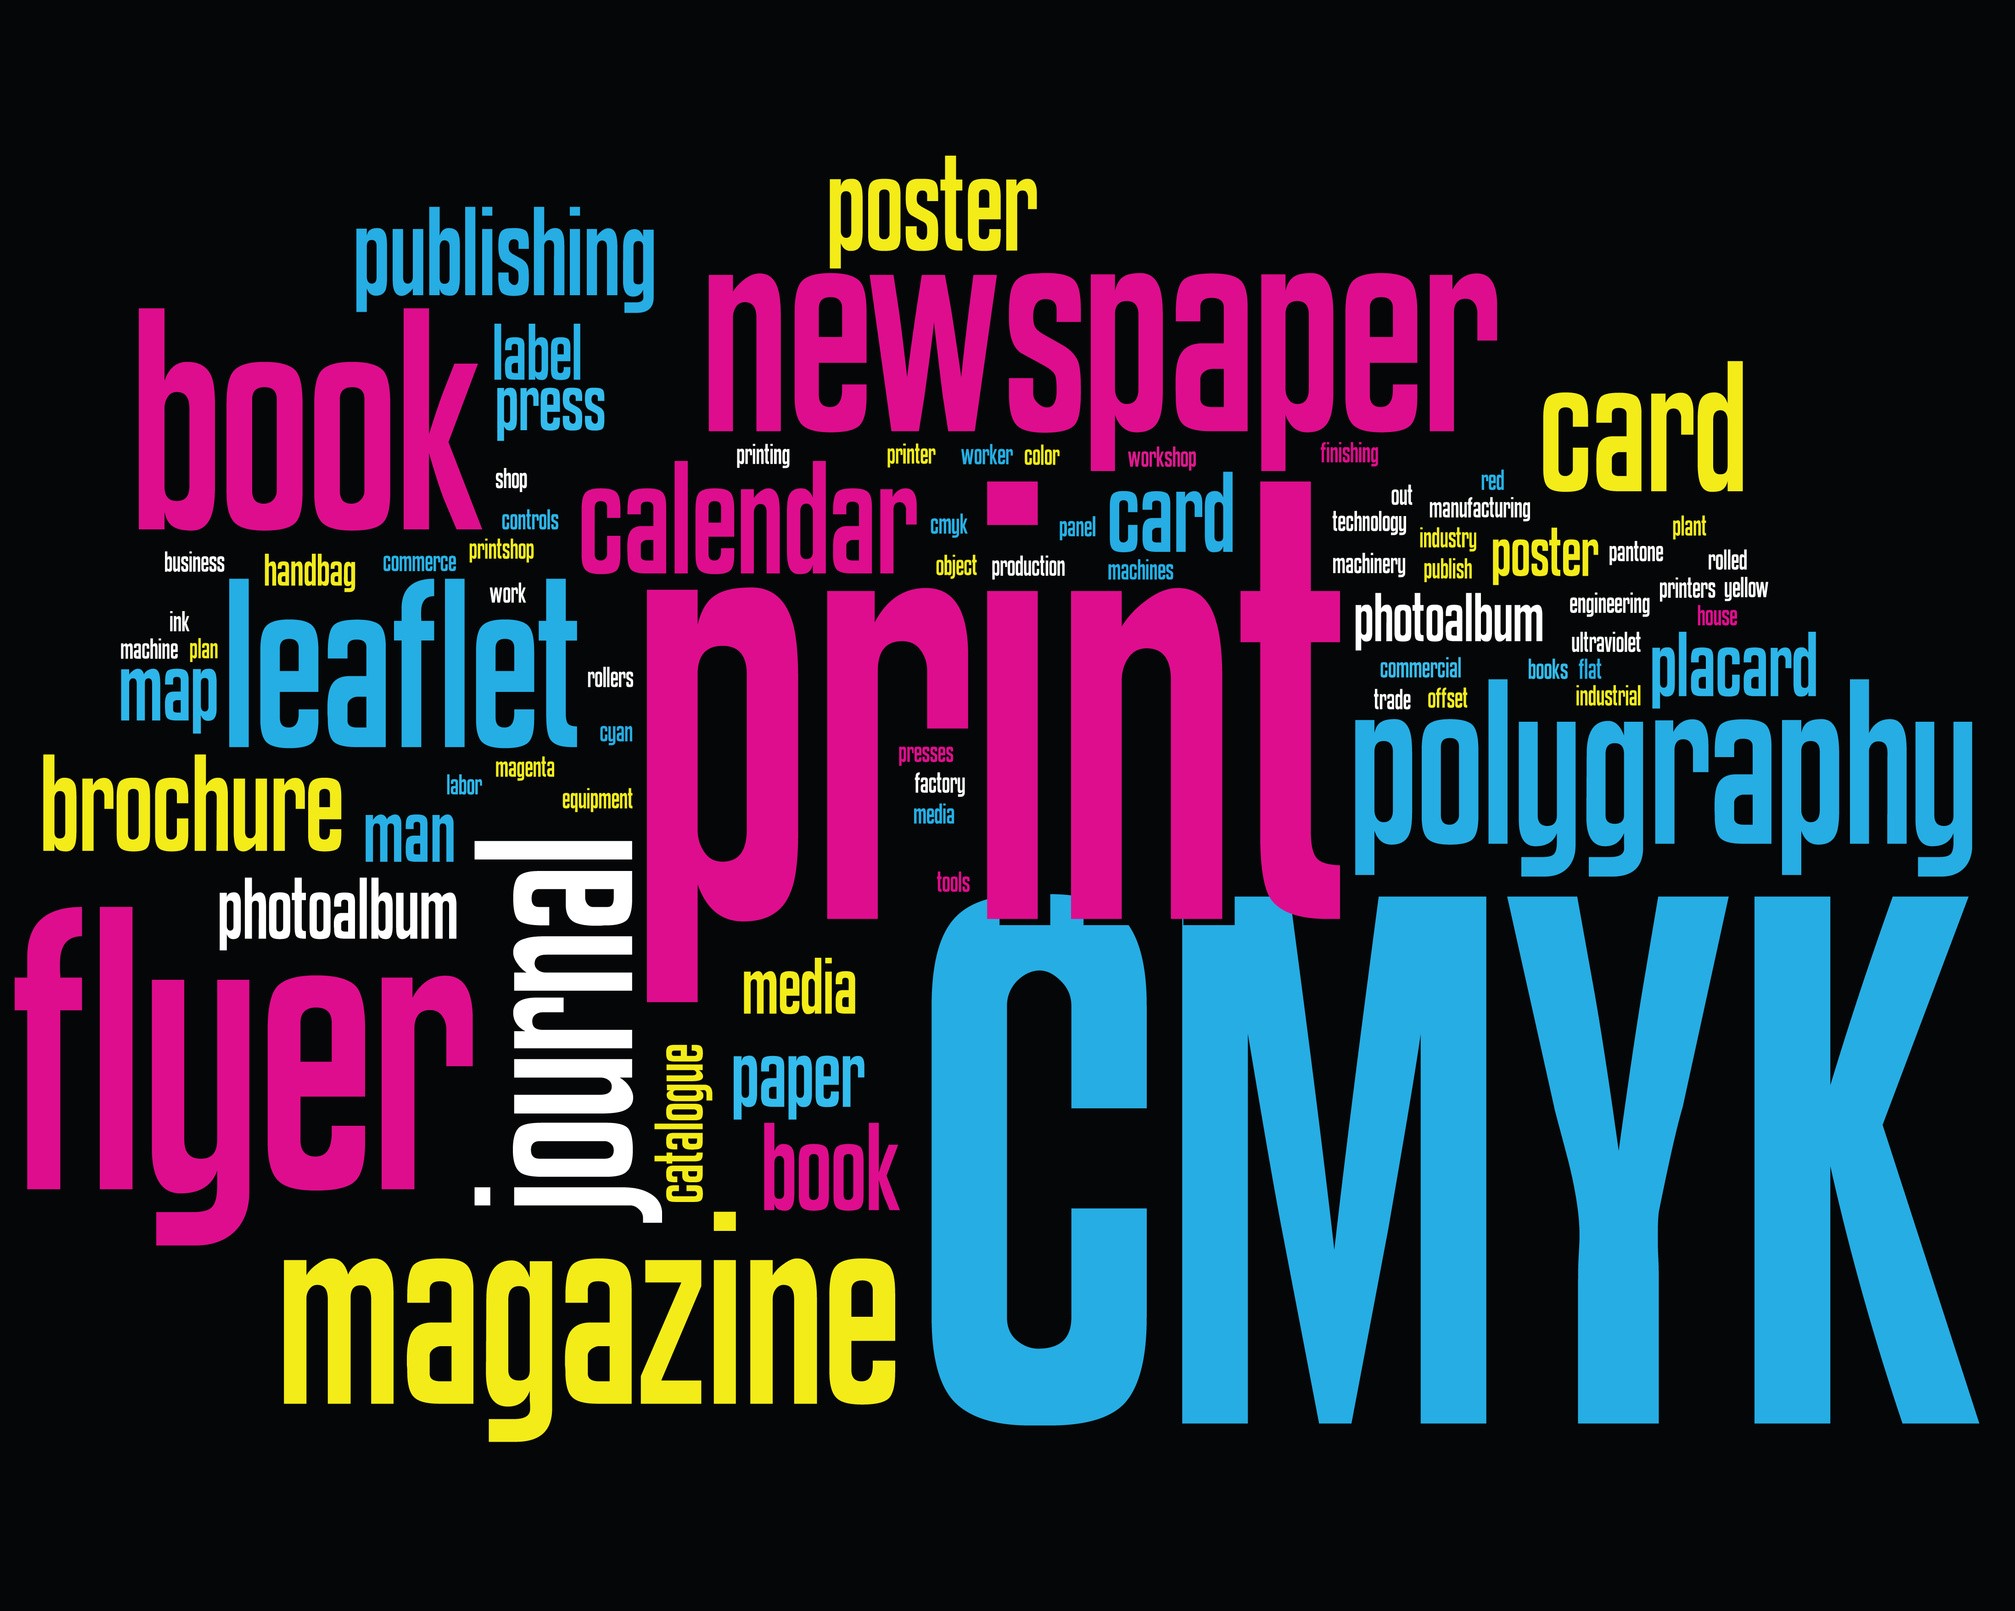 poster
publishing
newspaper
book
label
press
card
printing
printer
worker
color
workshop
finishing
shop
calendar
card
red
out
manufacturing
controls
cmyk
panel
technology
industry
plant
business
handbag
commerce
printshop
object
production
machines
machinery
publish
poster
pantone
rolled
work
print
printers
yellow
engineering
house
ink
leaflet
photoalbum
ultraviolet
machine
plan
map
rollers
commercial
books
flat
placard
trade
offset
industrial
cyan
polygraphy
brochure
labor
magenta
equipment
presses
factory
media
man
tools
photoalbum
journal
flyer
CMYK
media
catalogue
paper
book
magazine